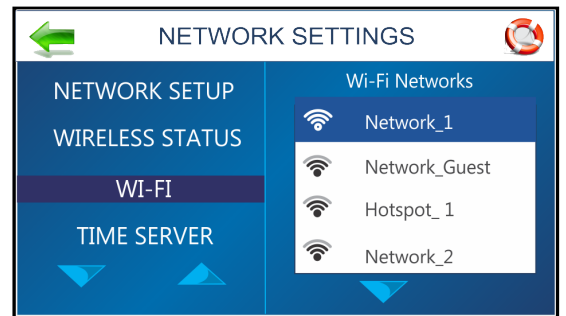 NETWORK SETTINGS
NETWORK SETUP
WIRELESS STATUS
WI-FI
TIME SERVER
Wi-Fi Networks
Network_1
Network_Guest
Hotspot_ 1
Network_2